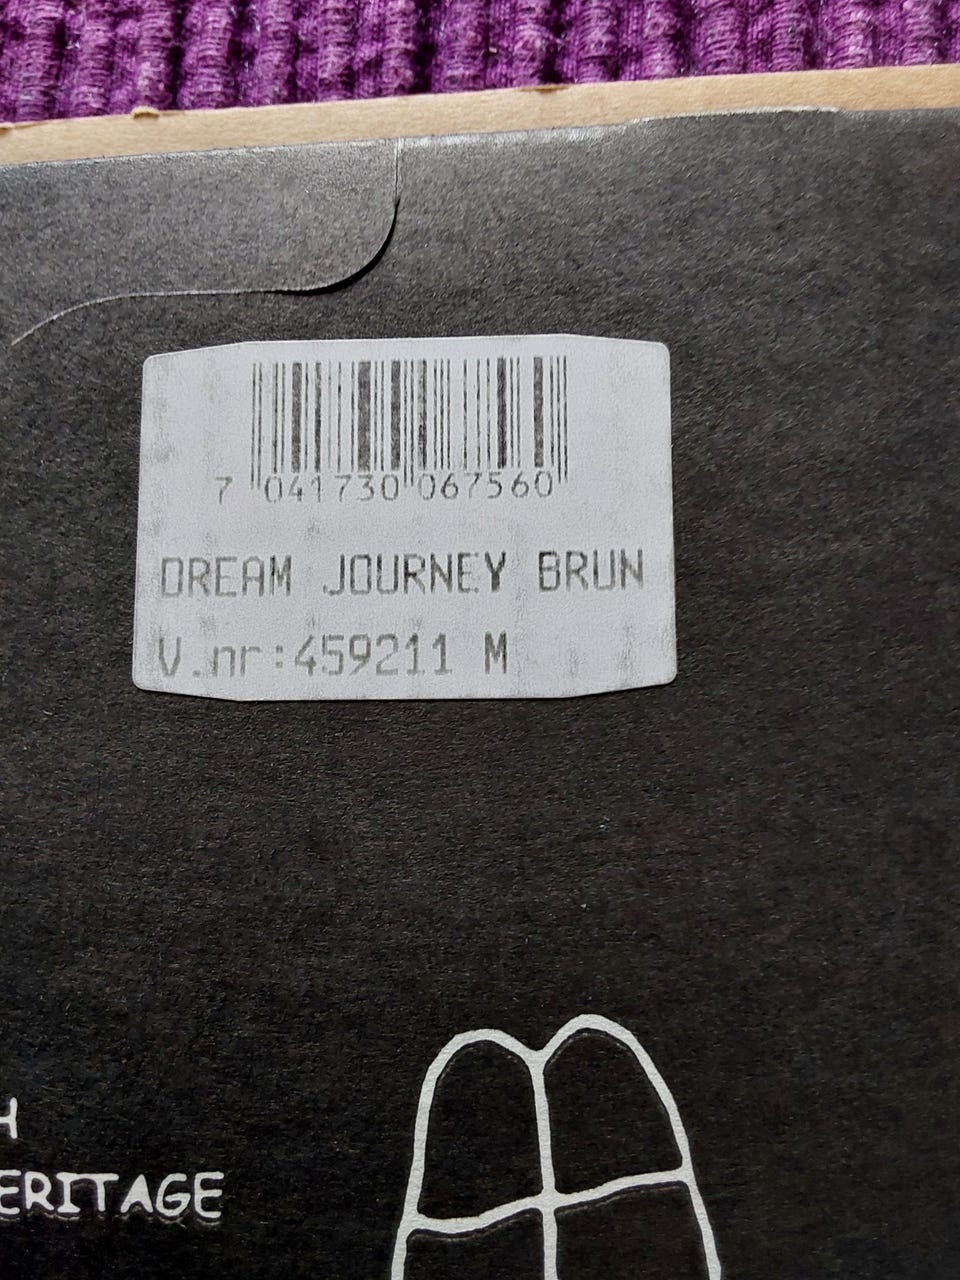 7 041730 067560
DREAM JOURNEY BRUN
V.nr:459211 M
H
ERITAGE